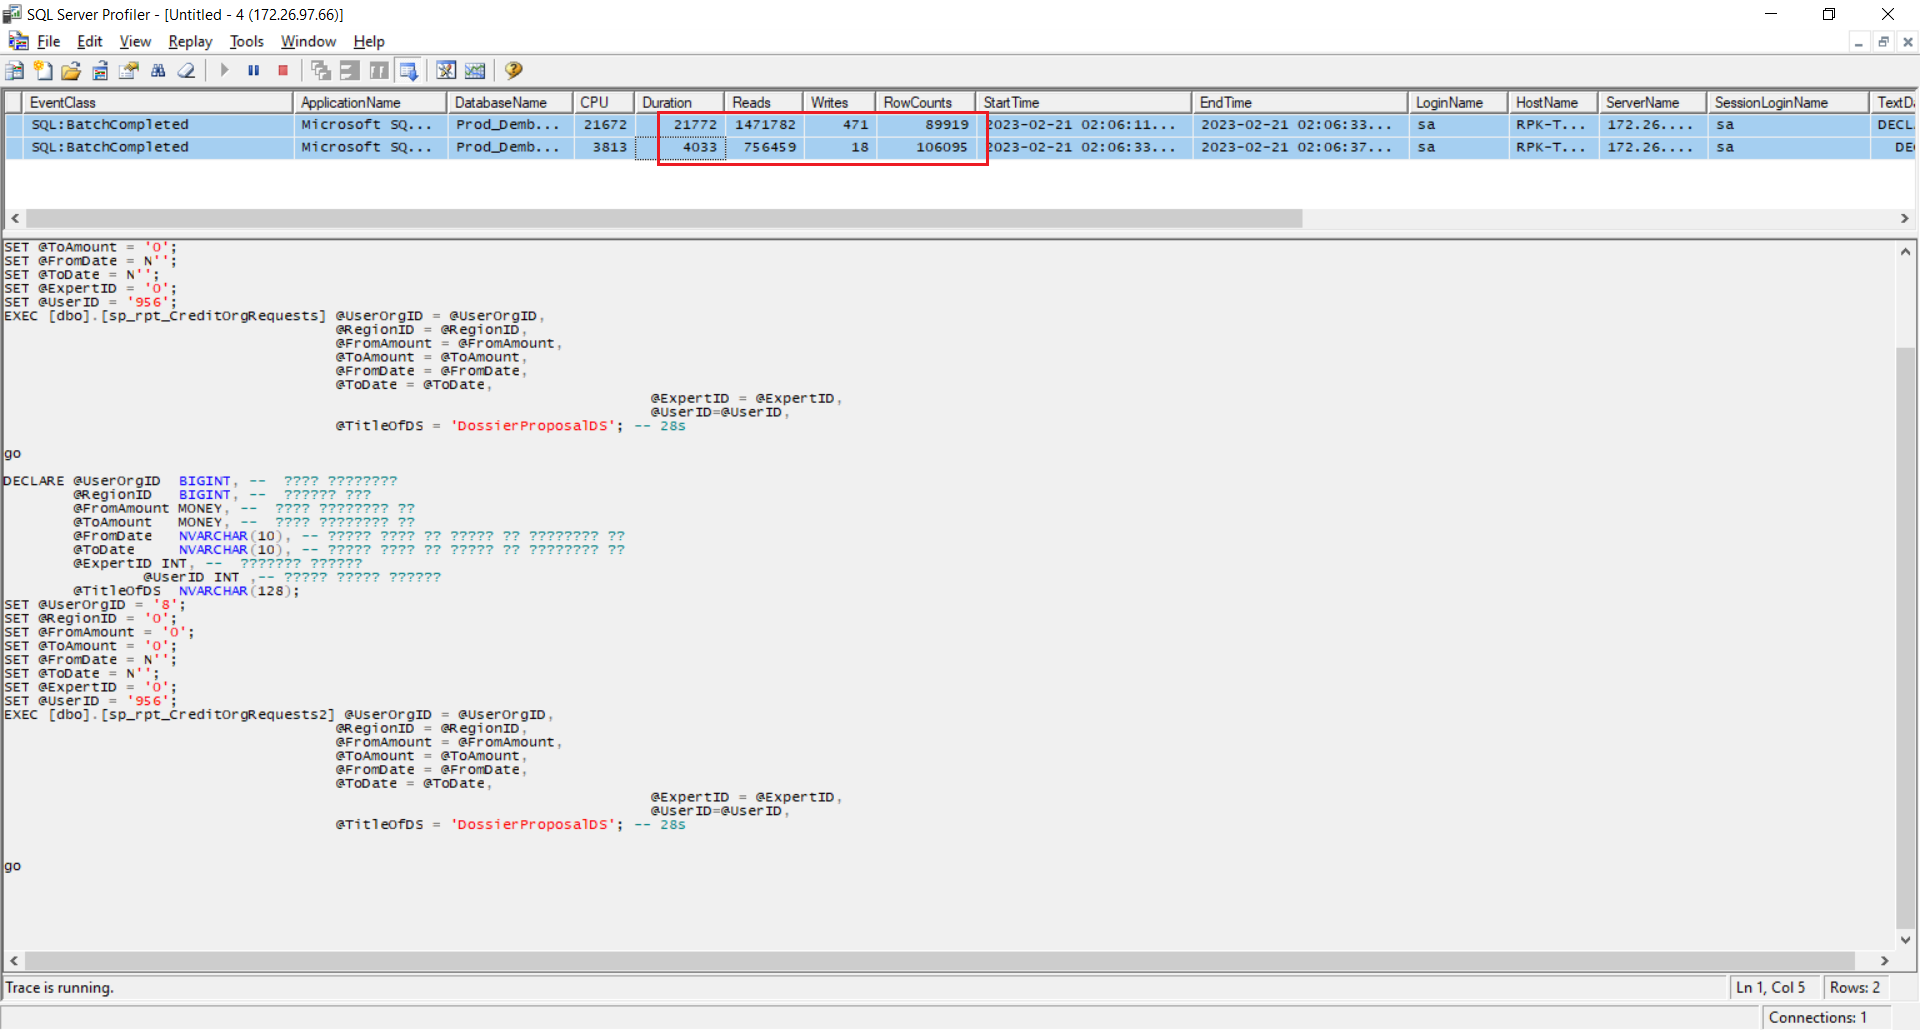 SQL Server Profiler - [Untitled - 4 (172.26.97.66)]
File Edit View Replay Tools Window Help
EventClass ApplicationName DatabaseName CPU Duration Reads Writes RowCounts StartTime EndTime LoginName HostName ServerName SessionLoginName TextDa
SQL:BatchCompleted Microsoft SQ... Prod_Demb... 21672 21772 1471782 471 89919 2023-02-21 02:06:11... 2023-02-21 02:06:33... sa RPK-T... 172.26.... sa DECL
SQL:BatchCompleted Microsoft SQ... Prod_Demb... 3813 4033 756459 18 106095 2023-02-21 02:06:33... 2023-02-21 02:06:37... sa RPK-T... 172.26.... sa DE
SET @ToAmount = '0';
SET @FromDate = N'';
SET @ToDate = N'';
SET @ExpertID = '0';
SET @UserID = '956';
EXEC [dbo].[sp_rpt_CreditOrgRequests] @UserOrgID = @UserOrgID,
@RegionID = @RegionID,
@FromAmount = @FromAmount,
@ToAmount = @ToAmount,
@FromDate = @FromDate,
@ToDate = @ToDate,
@ExpertID = @ExpertID,
@UserID=@UserID,
@TitleOfDS = 'DossierProposalDS'; -- 28s
go
DECLARE @UserOrgID BIGINT, -- ???? ????????
@RegionID BIGINT, -- ?????? ???
@FromAmount MONEY, -- ???? ???????? ??
@ToAmount MONEY, -- ???? ???????? ??
@FromDate NVARCHAR(10), -- ????? ???? ?? ????? ?? ???????? ??
@ToDate NVARCHAR(10), -- ????? ???? ?? ????? ?? ???????? ??
@ExpertID INT, -- ??????? ??????
@UserID INT ,-- ????? ????? ??????
@TitleOfDS NVARCHAR(128);
SET @UserOrgID = '8';
SET @RegionID = '0';
SET @FromAmount = '0';
SET @ToAmount = '0';
SET @FromDate = N'';
SET @ToDate = N'';
SET @ExpertID = '0';
SET @UserID = '956';
EXEC [dbo].[sp_rpt_CreditOrgRequests2] @UserOrgID = @UserOrgID,
@RegionID = @RegionID,
@FromAmount = @FromAmount,
@ToAmount = @ToAmount,
@FromDate = @FromDate,
@ToDate = @ToDate,
@ExpertID = @ExpertID,
@UserID=@UserID,
@TitleOfDS = 'DossierProposalDS'; -- 28s
go
Trace is running.
Ln 1, Col 5 Rows: 2
Connections: 1